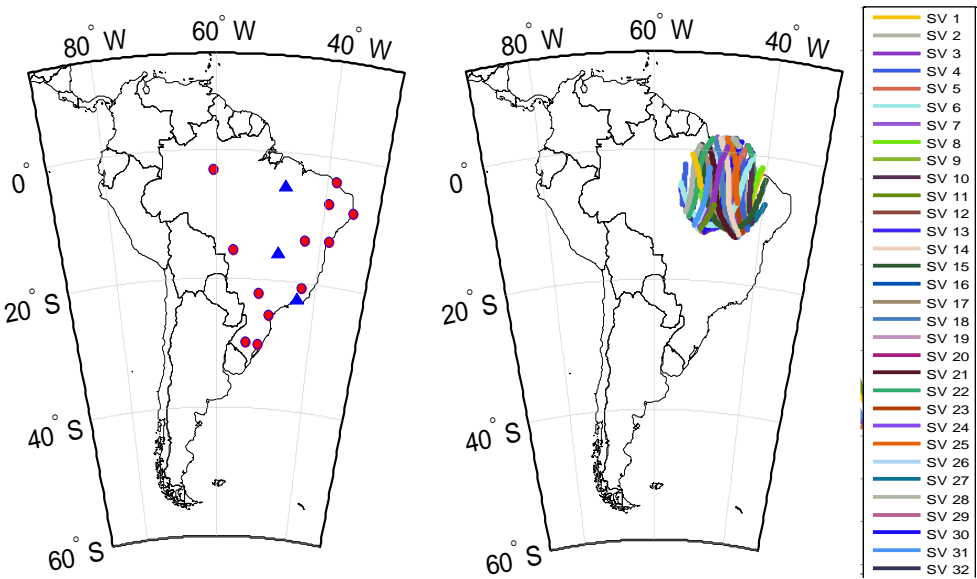 80° W
60° W
40° W
0°
20° S
40° S
60° S
80° W
60° W
40° W
0°
20° S
40° S
60° S
SV 1
SV 2
SV 3
SV 4
SV 5
SV 6
SV 7
SV 8
SV 9
SV 10
SV 11
SV 12
SV 13
SV 14
SV 15
SV 16
SV 17
SV 18
SV 19
SV 20
SV 21
SV 22
SV 23
SV 24
SV 25
SV 26
SV 27
SV 28
SV 29
SV 30
SV 31
SV 32